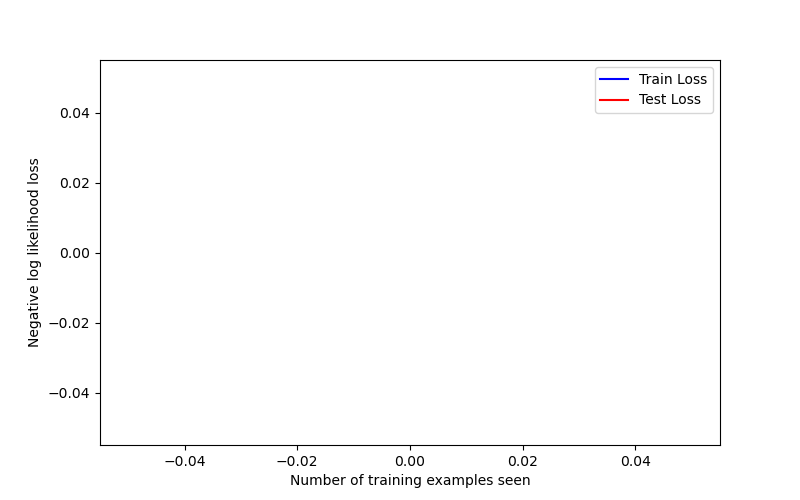 Train Loss
Test Loss
0.04
0.02
0.00
−0.02
−0.04
Negative log likelihood loss
−0.04
−0.02
0.00
0.02
0.04
Number of training examples seen